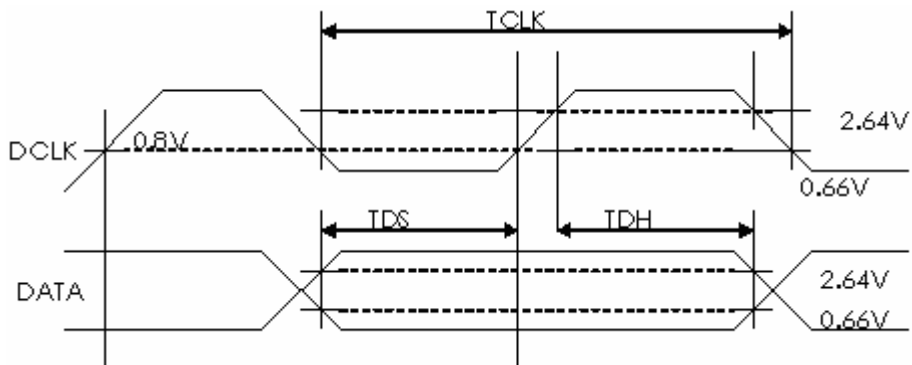 TCLK
2.64V
DCLK
0.8V
0.66V
TDS
TDH
DATA
2.64V
0.66V